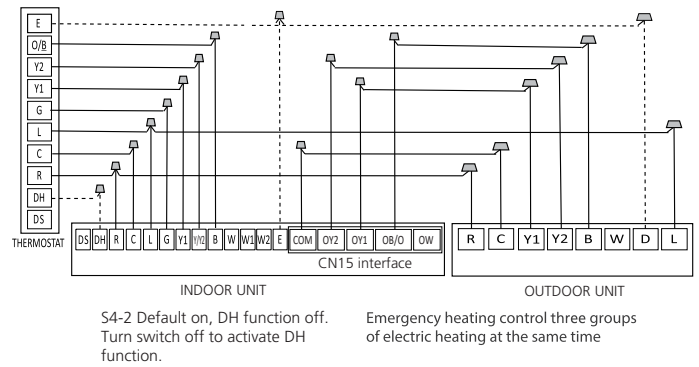 E
O/B
Y2
Y1
G
L
C
R
DH
DS
THERMOSTAT
DS DH R C L G Y1 Y/Y2 B W W1 W2 E COM OY2 OY1 OB/O OW
CN15 interface
INDOOR UNIT
R C Y1 Y2 B W D L
OUTDOOR UNIT
S4-2 Default on, DH function off.
Turn switch off to activate DH
function.
Emergency heating control three groups
of electric heating at the same time